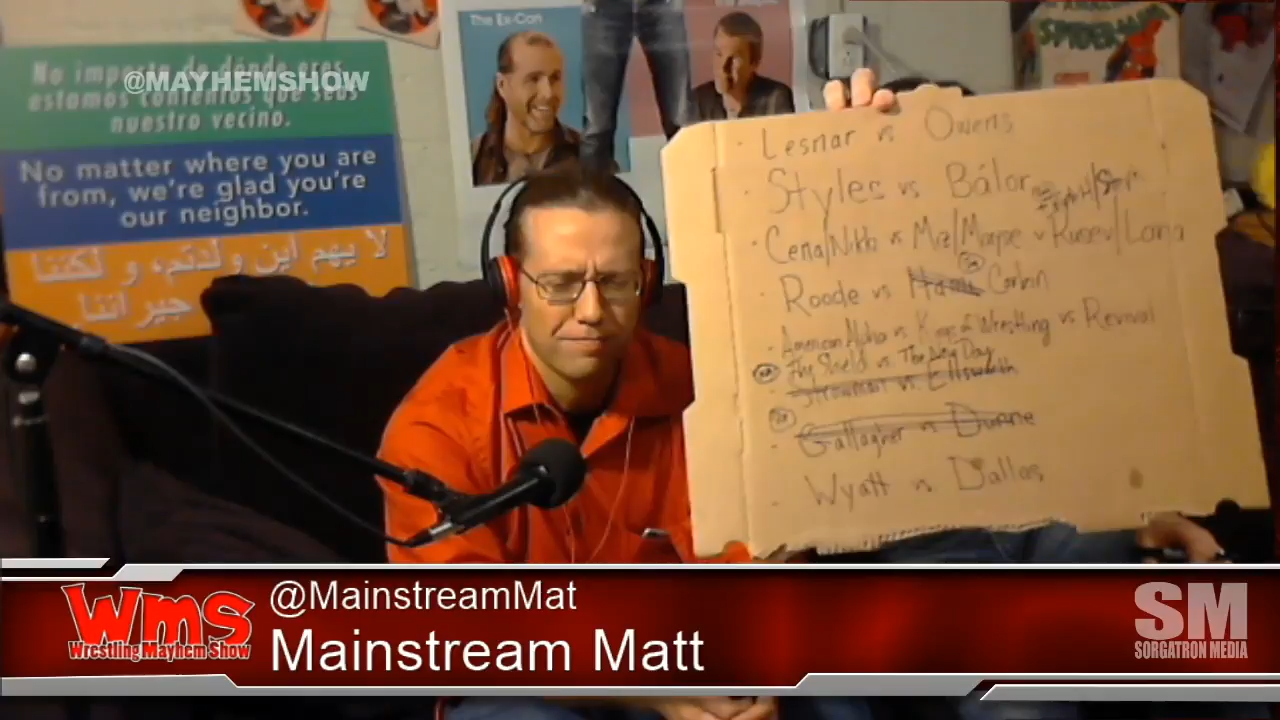 @MAYHEMSHOW
No importa de dónde eres,
estamos contentos que seas
nuestro vecino.
No matter where you are
from, we're glad you're
our neighbor.
لا يهم اين ولدتم، و لكننا
جيراتنا
The Ex-Con
SPIDER-MAN
Lesnar vs Owens
Styles vs Bálor
Cena/Nikki vs Miz/Maryse v Rusev/Lana
Roode vs Corbin
American Alpha vs Kings of Wrestling vs Revival
The Shield vs The New Day
Strowman vs. Ellsworth
Gallagher vs Dunne
Wyatt vs Dallas
Wms
Wrestling Mayhem Show
@MainstreamMat
Mainstream Matt
SM
SORGATRON MEDIA